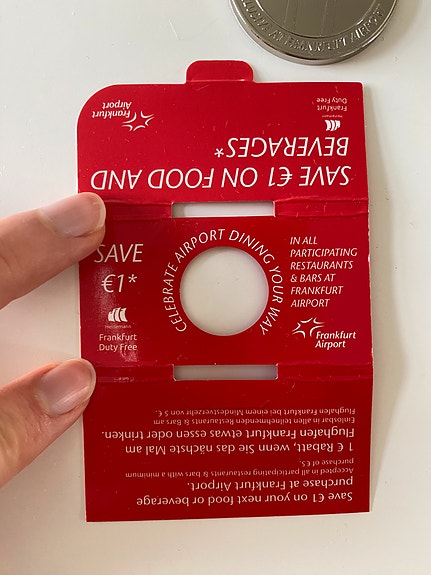 FRANKFURT AIRPORT
SAVE €1 ON FOOD AND
BEVERAGES*
Heinemann
Frankfurt
Duty Free
Frankfurt
Airport
SAVE
€1*
Heinemann
Frankfurt
Duty Free
CELEBRATE AIRPORT DINING YOUR WAY
IN ALL
PARTICIPATING
RESTAURANTS
& BARS AT
FRANKFURT
AIRPORT
Frankfurt
Airport
Save €1 on your next food or beverage
purchase at Frankfurt Airport.
Accepted in all participating restaurants & bars with a minimum
purchase of €5.
1 € Rabatt, wenn Sie das nächste Mal am
Flughafen Frankfurt etwas essen oder trinken.
Einlösbar in allen teilnehmenden Restaurants & Bars am
Flughafen Frankfurt bei einem Mindestverzehr von 5 €.